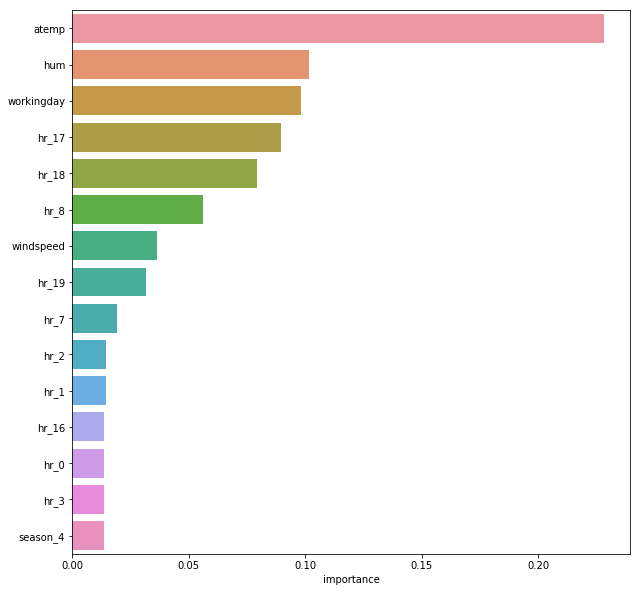 atemp
hum
workingday
hr_17
hr_18
hr_8
windspeed
hr_19
hr_7
hr_2
hr_1
hr_16
hr_0
hr_3
season_4
0.00 0.05 0.10 0.15 0.20
importance